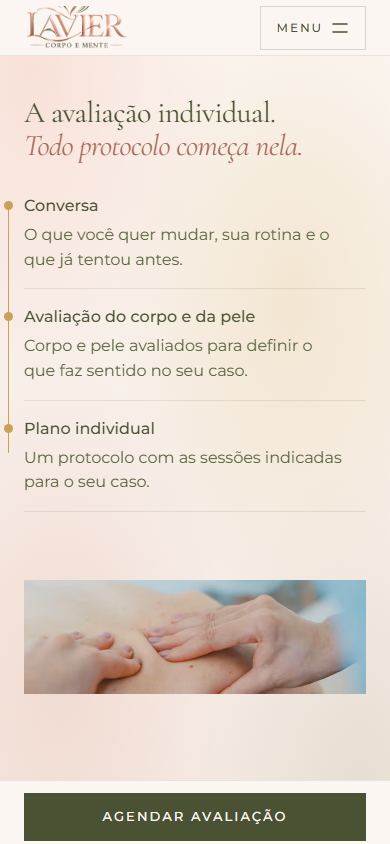 LAVIER
CORPO E MENTE
MENU
A avaliação individual.
Todo protocolo começa nela.
Conversa
O que você quer mudar, sua rotina e o
que já tentou antes.
Avaliação do corpo e da pele
Corpo e pele avaliados para definir o
que faz sentido no seu caso.
Plano individual
Um protocolo com as sessões indicadas
para o seu caso.
AGENDAR AVALIAÇÃO